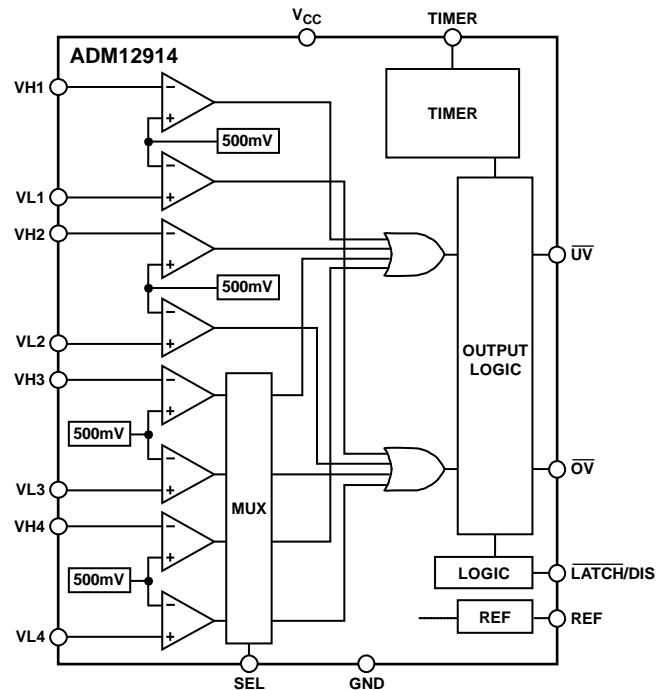 VCC
TIMER
ADM12914
VH1
−
+
TIMER
500mV
−
VL1
+
VH2
−
+
UV
500mV
−
OUTPUT
LOGIC
VL2
+
VH3
−
+
500mV
−
OV
VL3
+
MUX
VH4
−
+
LOGIC
LATCH/DIS
500mV
−
REF
REF
VL4
+
SEL
GND